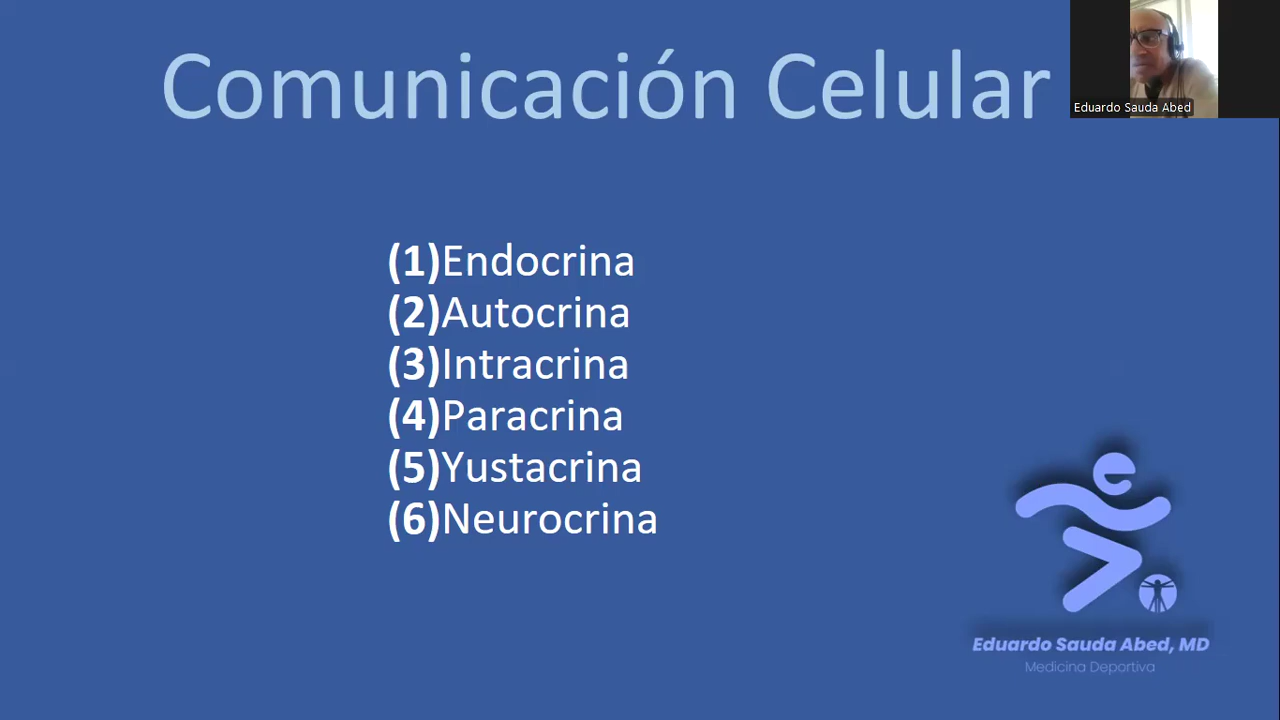 Comunicación Celular
Eduardo Sauda Abed
(1)Endocrina
(2)Autocrina
(3)Intracrina
(4)Paracrina
(5)Yustacrina
(6)Neurocrina
Eduardo Sauda Abed, MD
Medicina Deportiva